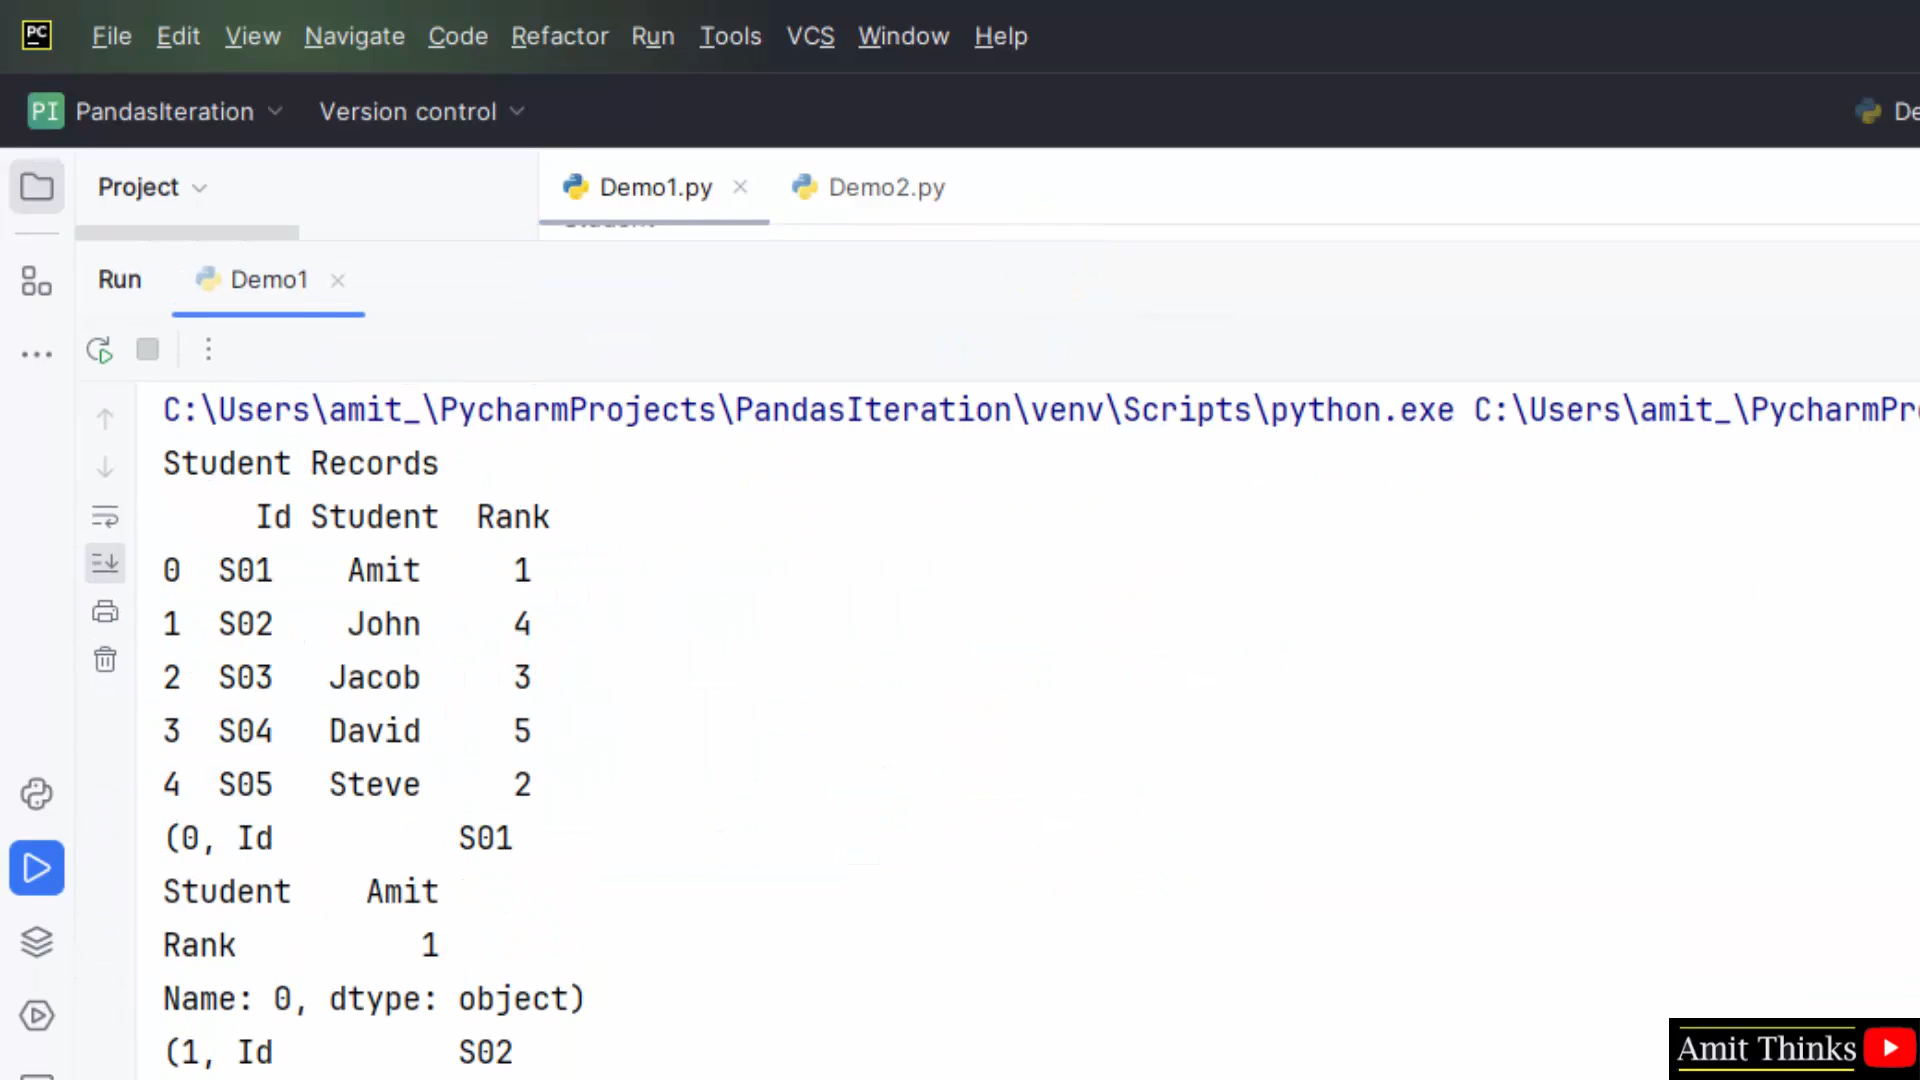 PC File Edit View Navigate Code Refactor Run Tools VCS Window Help
PI PandasIteration Version control De
Project Demo1.py Demo2.py
Run Demo1
C:\Users\amit_\PycharmProjects\PandasIteration\venv\Scripts\python.exe C:\Users\amit_\PycharmPr
Student Records
Id Student Rank
0 S01 Amit 1
1 S02 John 4
2 S03 Jacob 3
3 S04 David 5
4 S05 Steve 2
(0, Id S01
Student Amit
Rank 1
Name: 0, dtype: object)
(1, Id S02
Amit Thinks